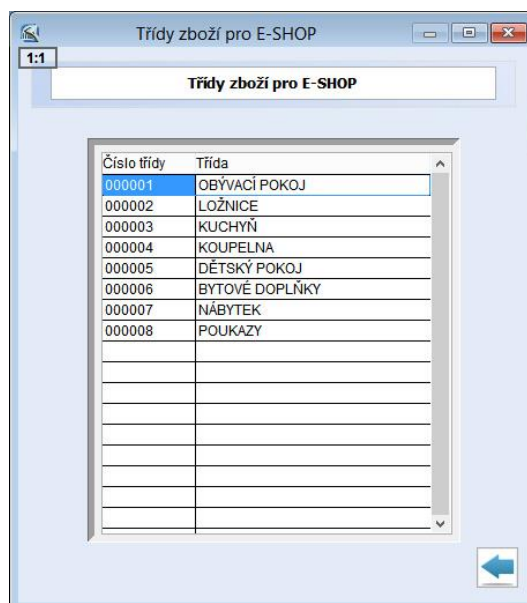 Třídy zboží pro E-SHOP
1:1
Třídy zboží pro E-SHOP
Číslo třídy Třída
000001 OBÝVACÍ POKOJ
000002 LOŽNICE
000003 KUCHYŇ
000004 KOUPELNA
000005 DĚTSKÝ POKOJ
000006 BYTOVÉ DOPLŇKY
000007 NÁBYTEK
000008 POUKAZY